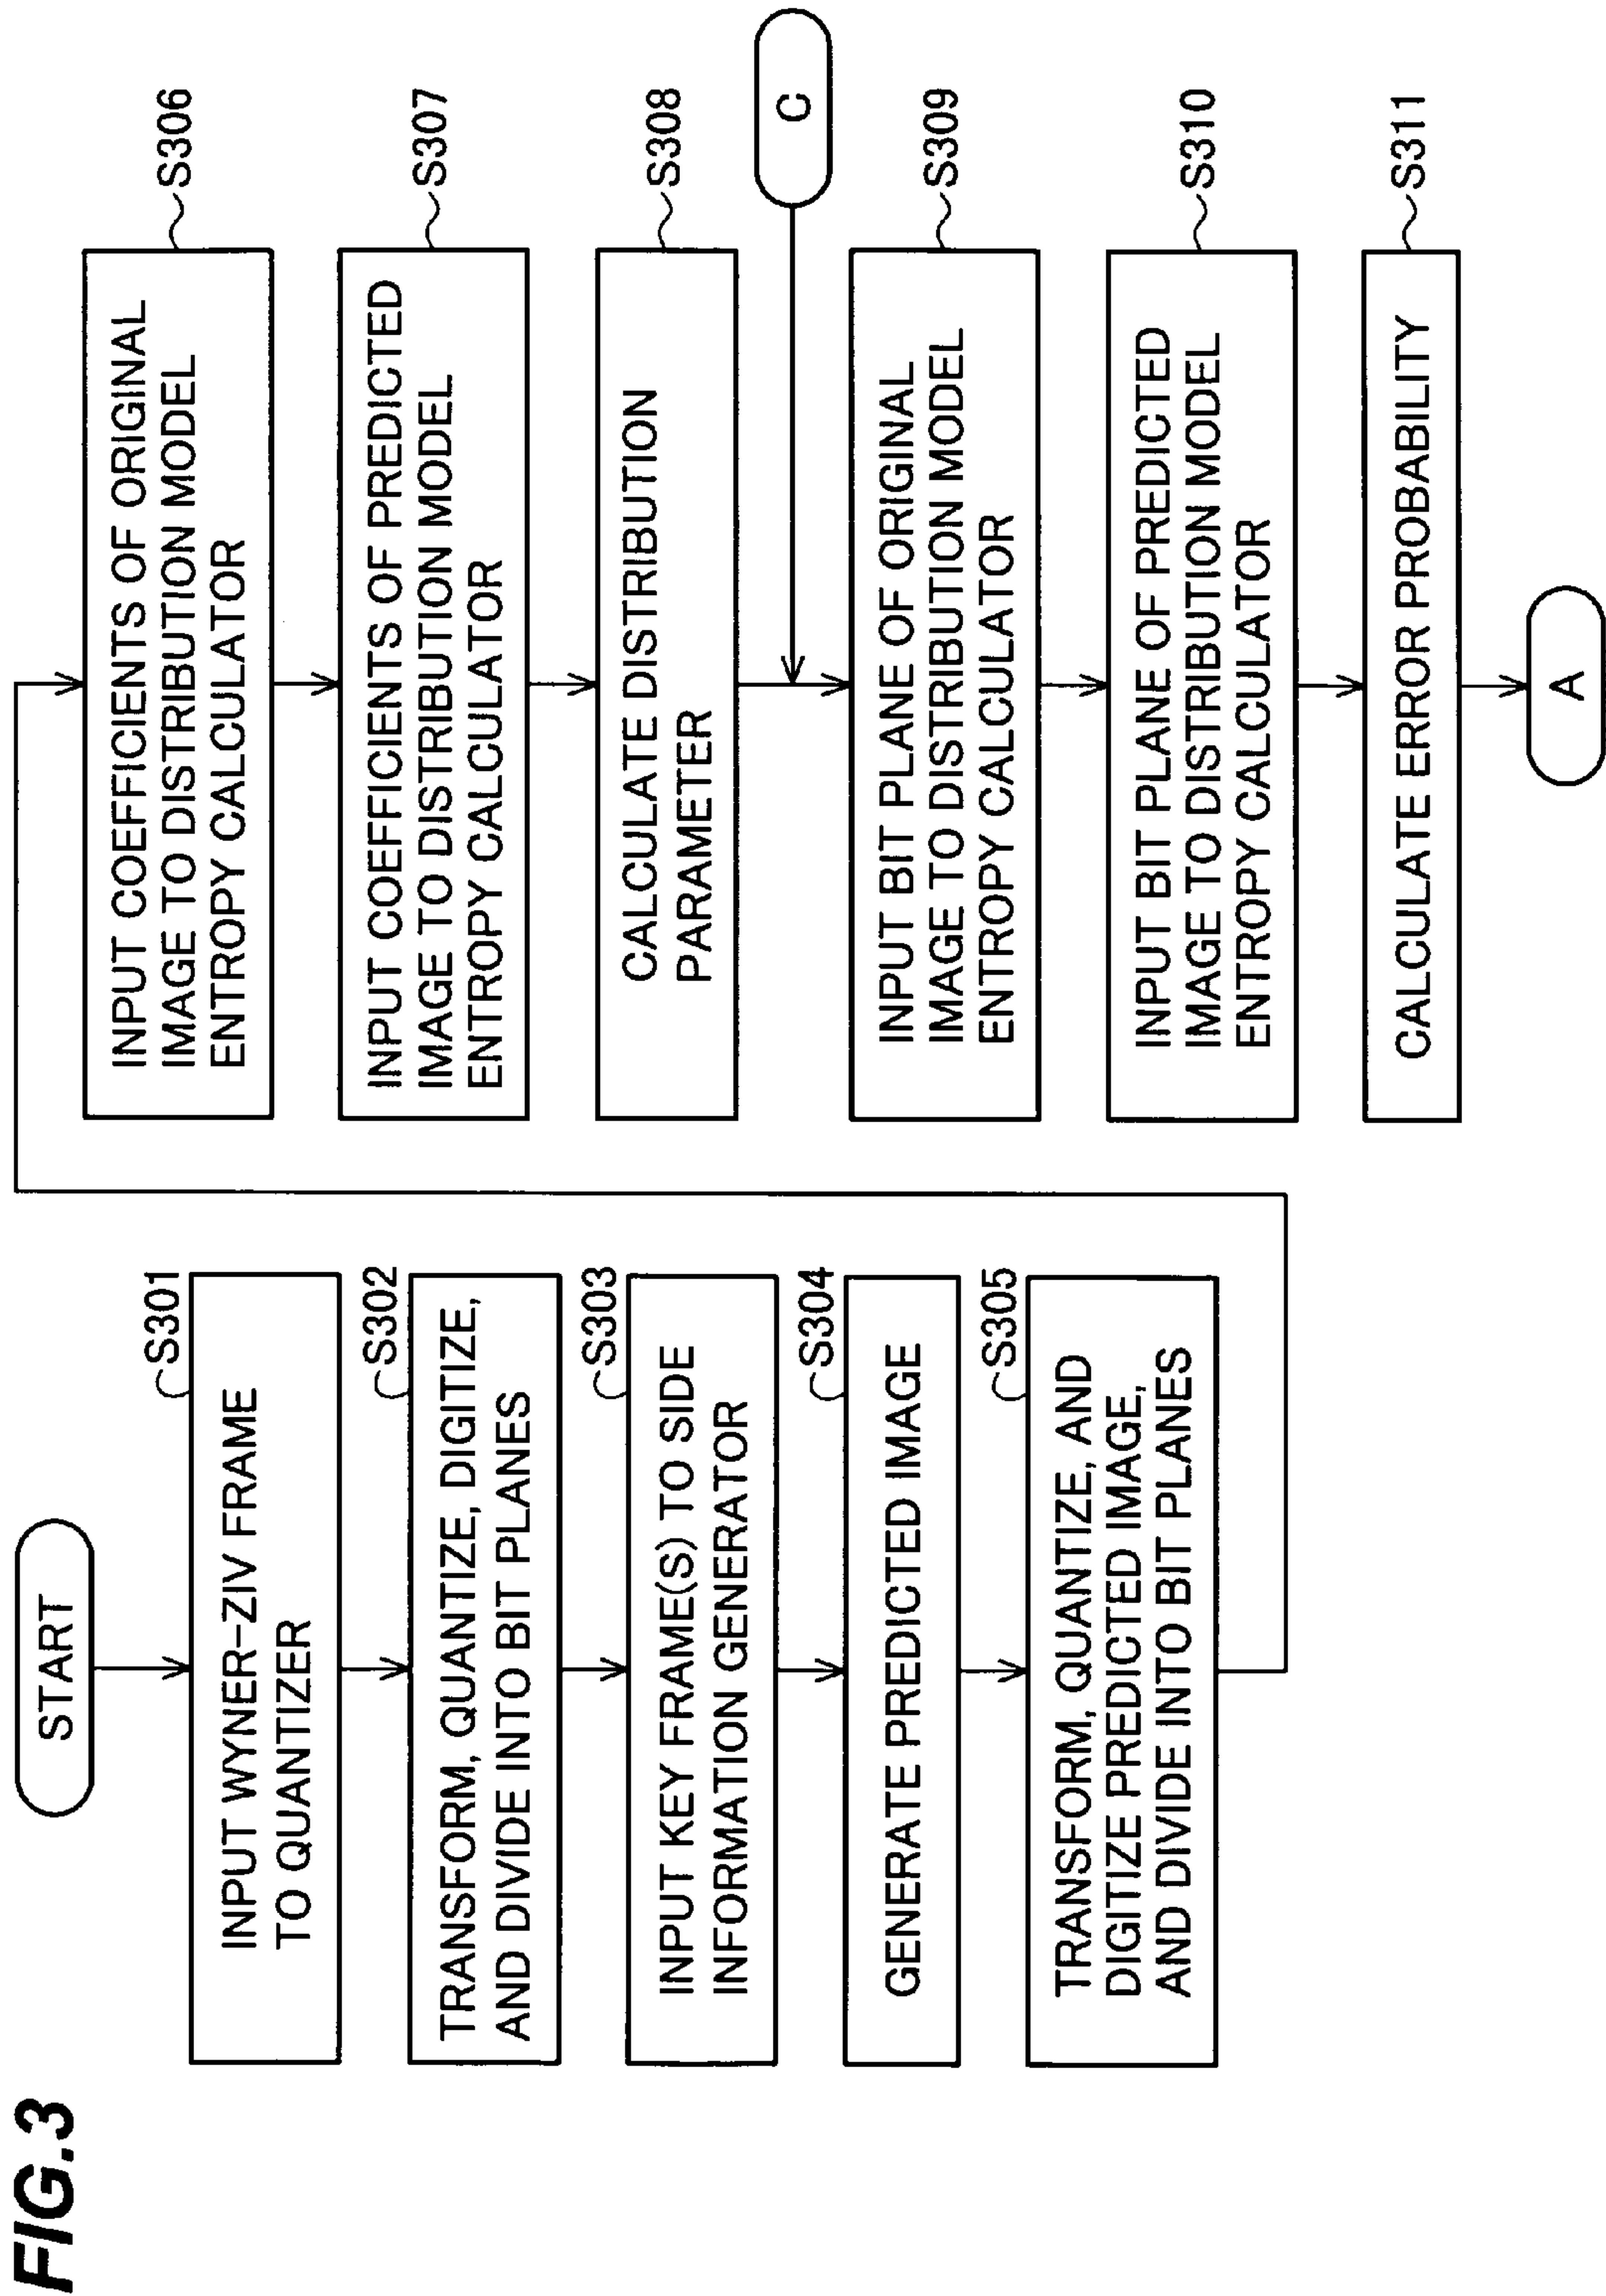 FIG.3
START
S301
INPUT WYNER-ZIV FRAME
TO QUANTIZER
S302
TRANSFORM, QUANTIZE, DIGITIZE,
AND DIVIDE INTO BIT PLANES
S303
INPUT KEY FRAME(S) TO SIDE
INFORMATION GENERATOR
S304
GENERATE PREDICTED IMAGE
S305
TRANSFORM, QUANTIZE, AND
DIGITIZE PREDICTED IMAGE,
AND DIVIDE INTO BIT PLANES
S306
INPUT COEFFICIENTS OF ORIGINAL
IMAGE TO DISTRIBUTION MODEL
ENTROPY CALCULATOR
S307
INPUT COEFFICIENTS OF PREDICTED
IMAGE TO DISTRIBUTION MODEL
ENTROPY CALCULATOR
S308
CALCULATE DISTRIBUTION
PARAMETER
C
S309
INPUT BIT PLANE OF ORIGINAL
IMAGE TO DISTRIBUTION MODEL
ENTROPY CALCULATOR
S310
INPUT BIT PLANE OF PREDICTED
IMAGE TO DISTRIBUTION MODEL
ENTROPY CALCULATOR
S311
CALCULATE ERROR PROBABILITY
A